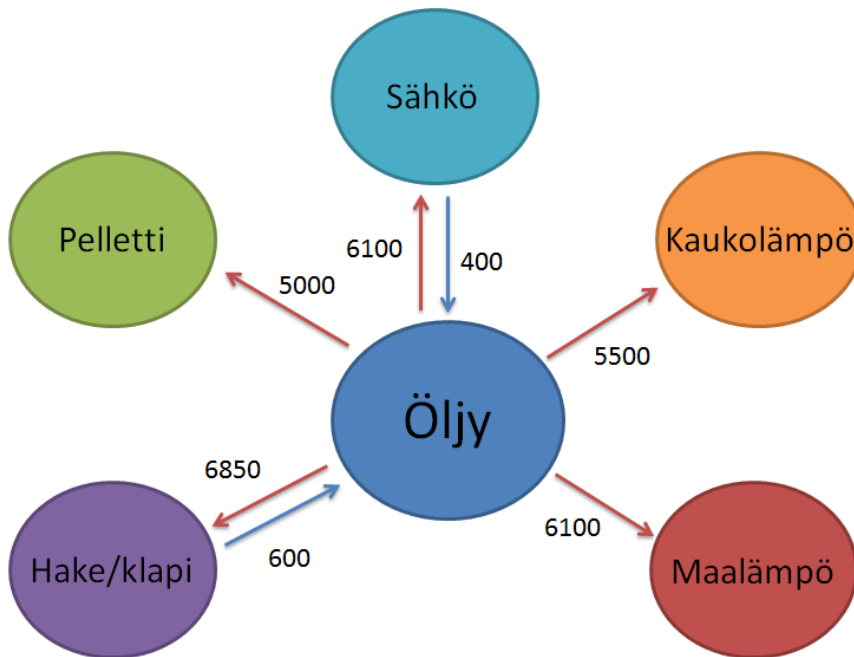 Sähkö
Pelletti
Kaukolämpö
6100
400
5000
5500
Öljy
6850
6100
600
Hake/klapi
Maalämpö